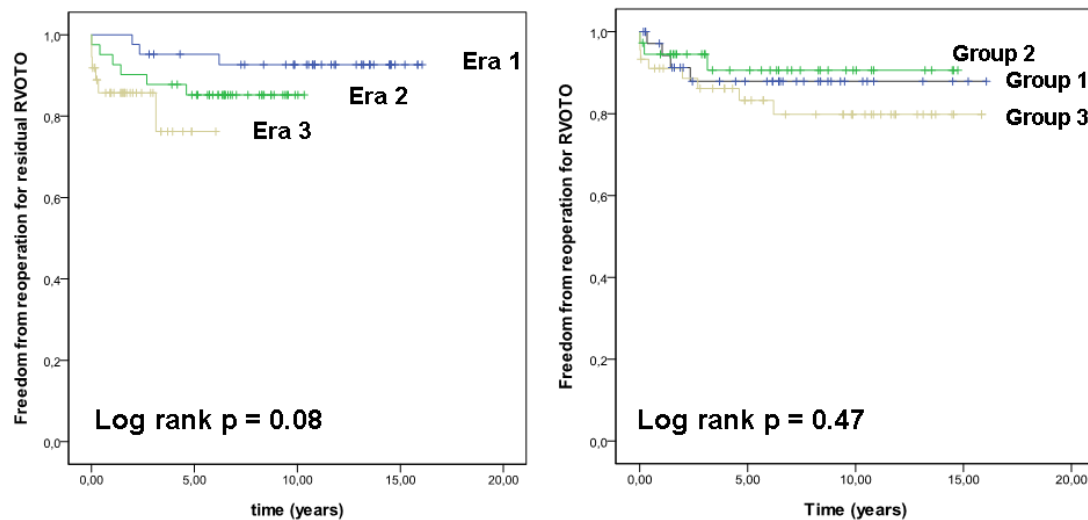 Freedom from reoperation for residual RVOTO
1,0
0,8
0,6
0,4
0,2
0,0
Era 1
Era 2
Era 3
Log rank p = 0.08
0,00 5,00 10,00 15,00 20,00
time (years)
Freedom from reoperation for RVOTO
1,0
0,8
0,6
0,4
0,2
0,0
Group 2
Group 1
Group 3
Log rank p = 0.47
0,00 5,00 10,00 15,00 20,00
Time (years)